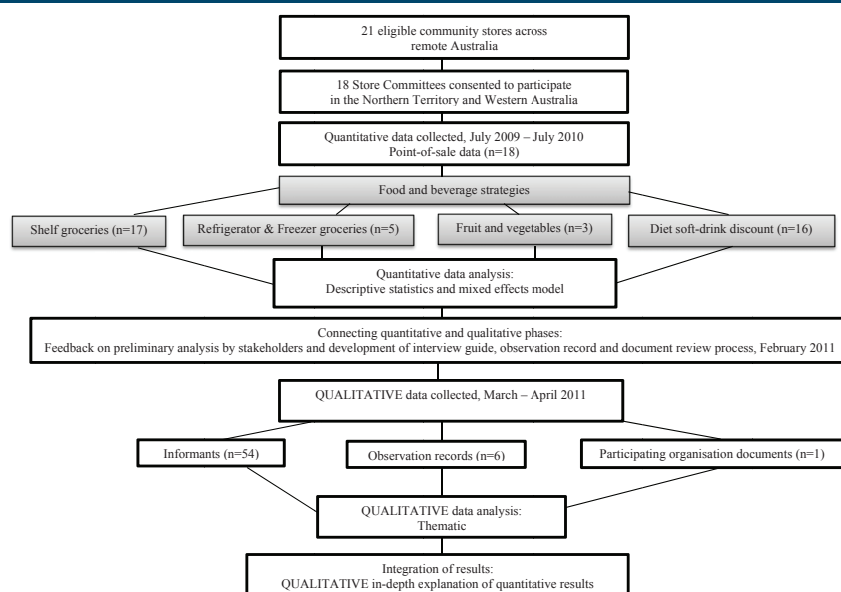 21 eligible community stores across
remote Australia
18 Store Committees consented to participate
in the Northern Territory and Western Australia
Quantitative data collected, July 2009 – July 2010
Point-of-sale data (n=18)
Food and beverage strategies
Shelf groceries (n=17)
Refrigerator & Freezer groceries (n=5)
Fruit and vegetables (n=3)
Diet soft-drink discount (n=16)
Quantitative data analysis:
Descriptive statistics and mixed effects model
Connecting quantitative and qualitative phases:
Feedback on preliminary analysis by stakeholders and development of interview guide, observation record and document review process, February 2011
QUALITATIVE data collected, March – April 2011
Informants (n=54)
Observation records (n=6)
Participating organisation documents (n=1)
QUALITATIVE data analysis:
Thematic
Integration of results:
QUALITATIVE in-depth explanation of quantitative results